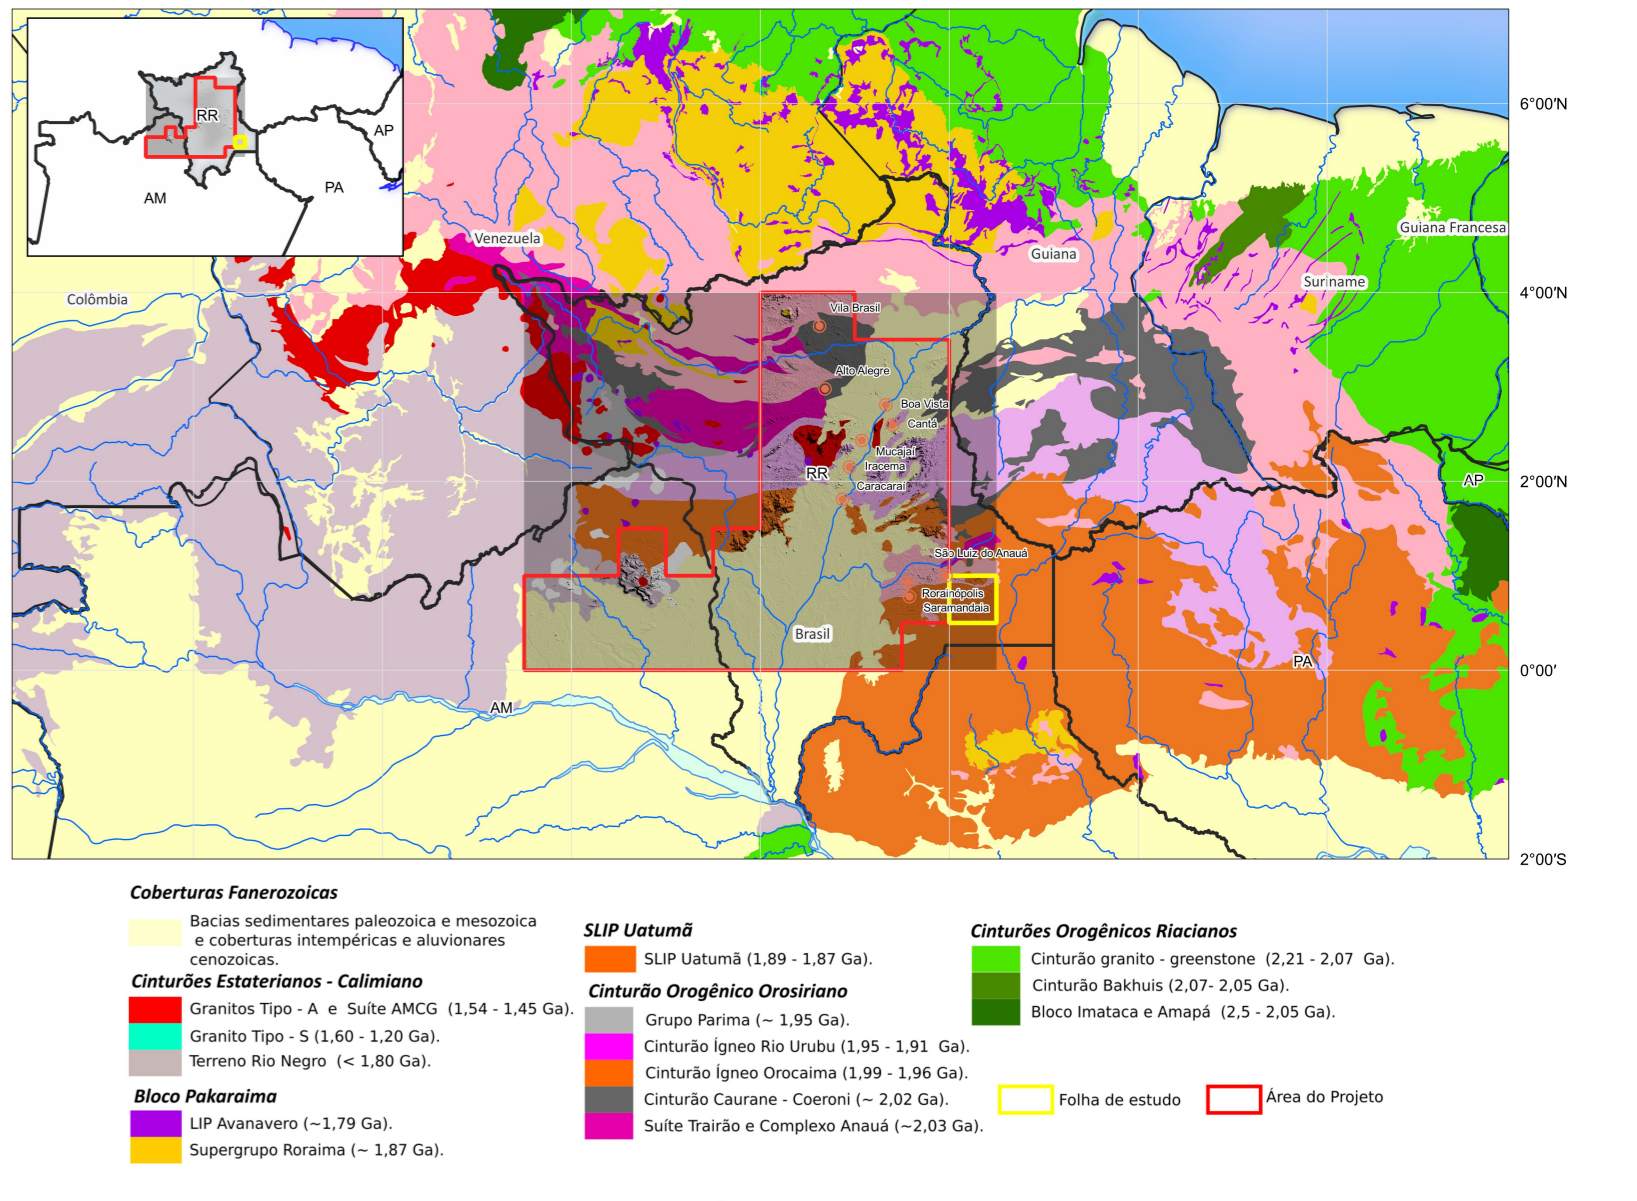 RR
AP
AM
PA
6°00′N
Venezuela
Guiana
Guiana Francesa
Suriname
Colômbia
4°00′N
Vila Brasil
Alto Alegre
Boa Vista
Cantá
Mucajaí
Iracema
RR
Caracaraí
2°00′N
AP
São Luiz do Anauá
Rorainópolis
Saramandaia
Brasil
PA
0°00′
AM
2°00′S
Coberturas Fanerozoicas
Bacias sedimentares paleozoica e mesozoica
e coberturas intempéricas e aluvionares
cenozoicas.
Cinturões Estaterianos - Calimiano
Granitos Tipo - A e Suíte AMCG (1,54 - 1,45 Ga).
Granito Tipo - S (1,60 - 1,20 Ga).
Terreno Rio Negro (< 1,80 Ga).
Bloco Pakaraima
LIP Avanavero (~1,79 Ga).
Supergrupo Roraima (~ 1,87 Ga).
SLIP Uatumã
SLIP Uatumã (1,89 - 1,87 Ga).
Cinturão Orogênico Orosiriano
Grupo Parima (~ 1,95 Ga).
Cinturão Ígneo Rio Urubu (1,95 - 1,91 Ga).
Cinturão Ígneo Orocaima (1,99 - 1,96 Ga).
Cinturão Caurane - Coeroni (~ 2,02 Ga).
Suíte Trairão e Complexo Anauá (~2,03 Ga).
Cinturões Orogênicos Riacianos
Cinturão granito - greenstone (2,21 - 2,07 Ga).
Cinturão Bakhuis (2,07- 2,05 Ga).
Bloco Imataca e Amapá (2,5 - 2,05 Ga).
Folha de estudo
Área do Projeto